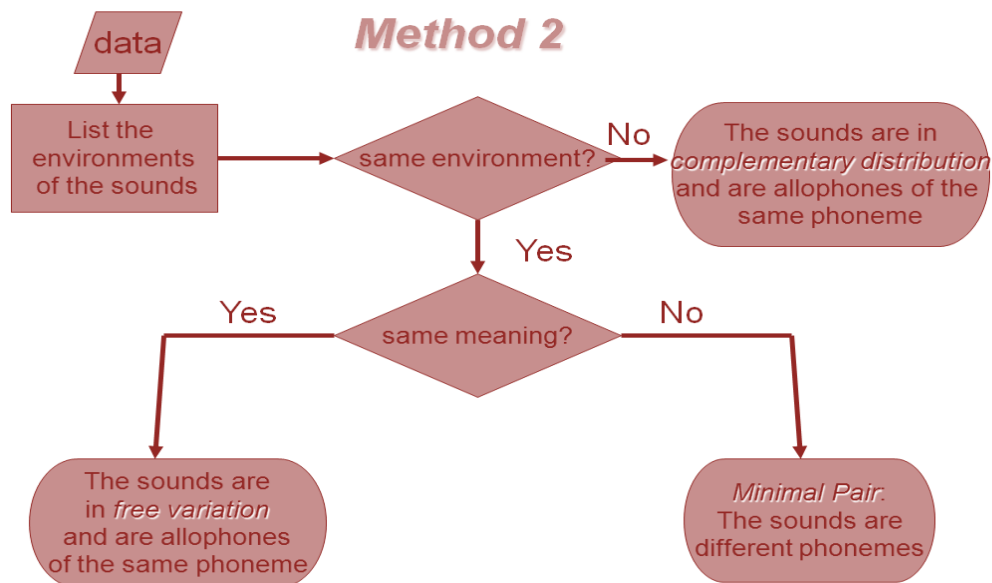 Method 2
data
List the
environments
of the sounds
same environment?
No
The sounds are in
complementary distribution
and are allophones of the
same phoneme
Yes
same meaning?
Yes
No
The sounds are
in free variation
and are allophones
of the same phoneme
Minimal Pair:
The sounds are
different phonemes